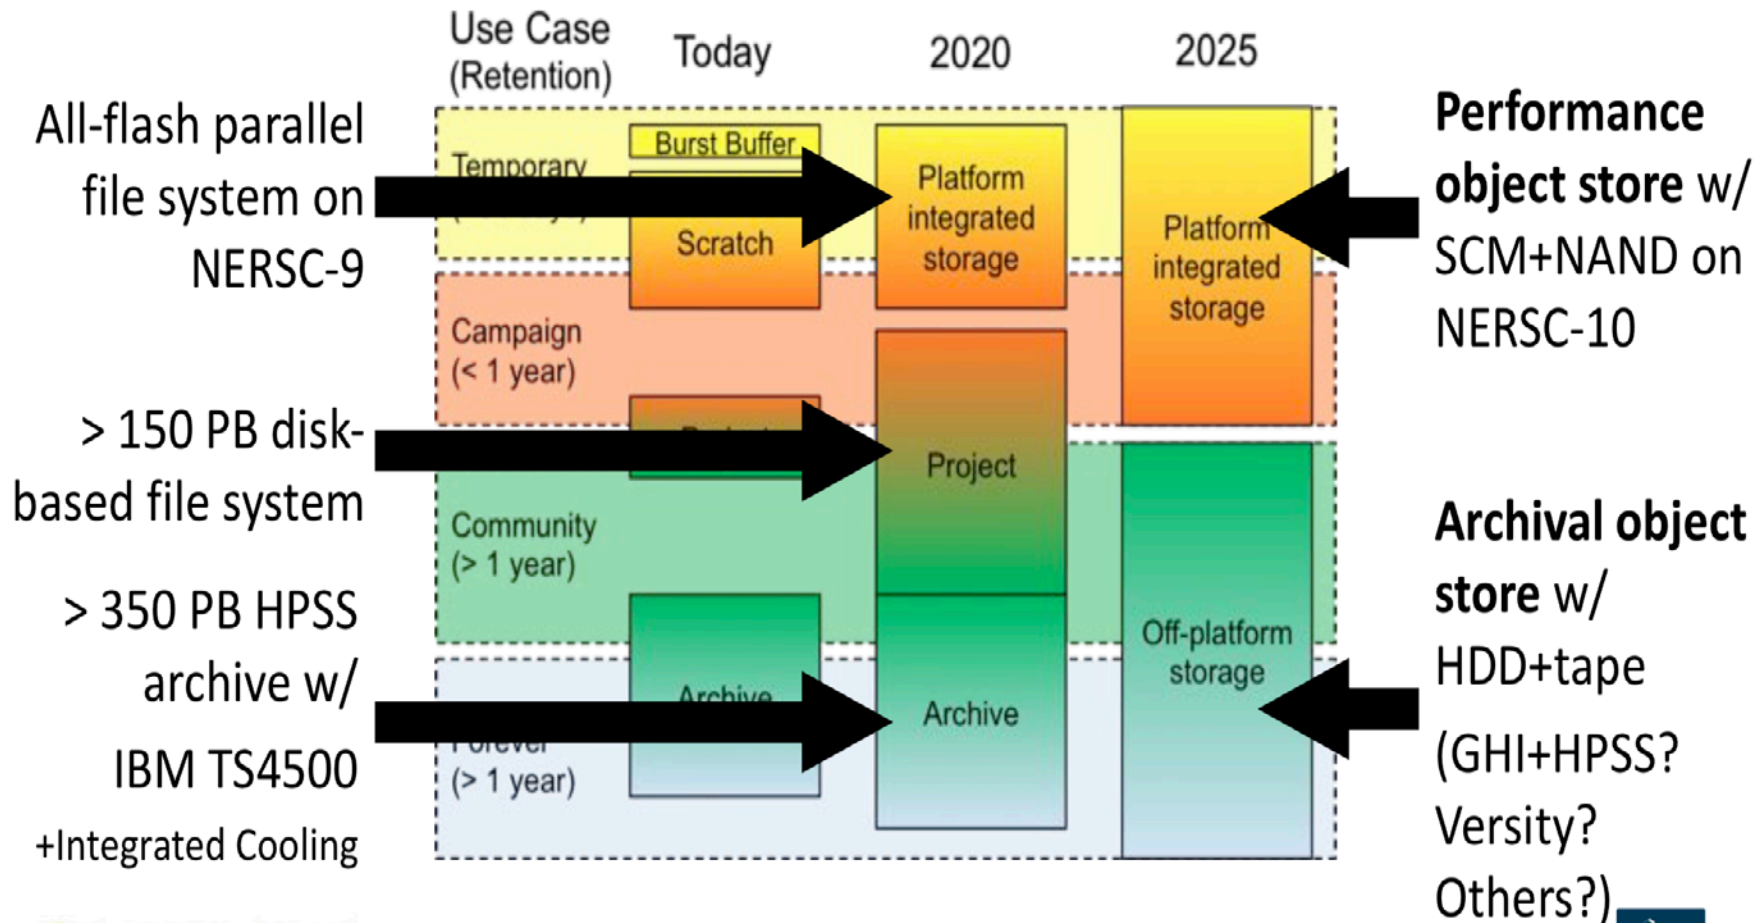 Use Case
(Retention)
Today
2020
2025
All-flash parallel
file system on
NERSC-9
> 150 PB disk-
based file system
> 350 PB HPSS
archive w/
IBM TS4500
+Integrated Cooling
Temporary
Campaign
(< 1 year)
Community
(> 1 year)
Forever
(> 1 year)
Burst Buffer
Scratch
Archive
Platform
integrated
storage
Project
Archive
Platform
integrated
storage
Off-platform
storage
Performance
object store w/
SCM+NAND on
NERSC-10
Archival object
store w/
HDD+tape
(GHI+HPSS?
Versity?
Others?)